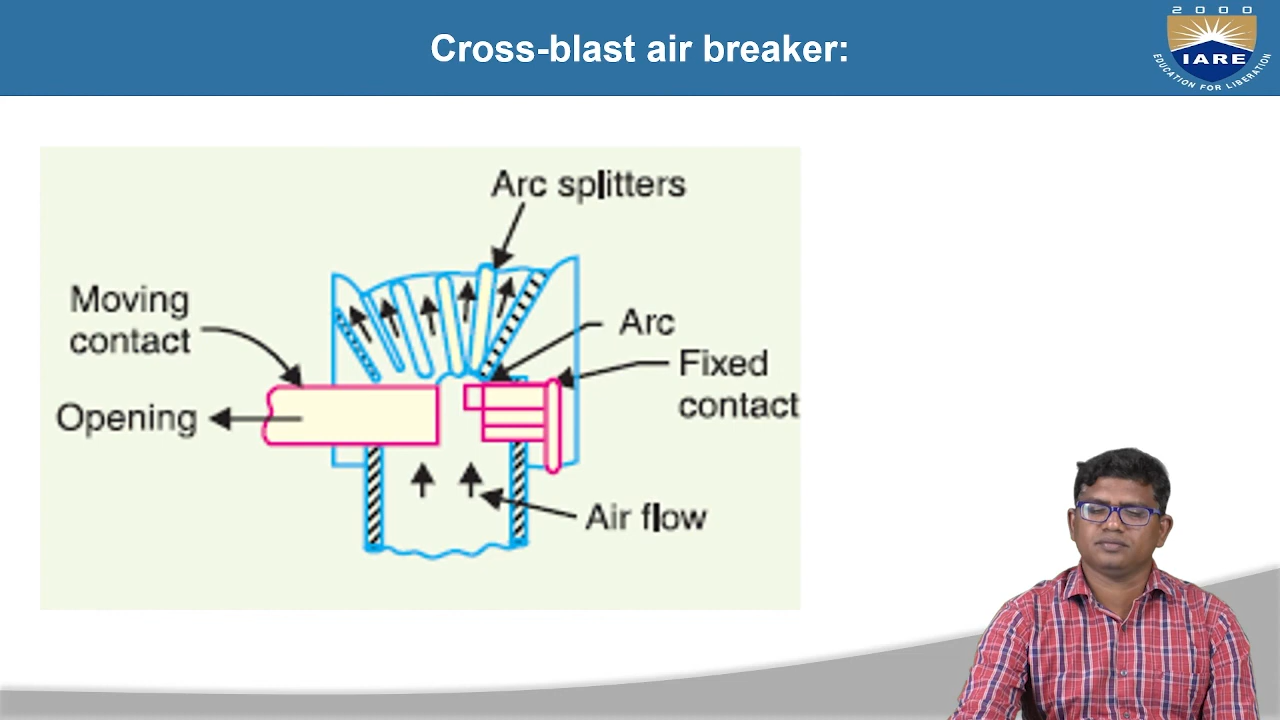 Cross-blast air breaker:
2000
IARE
EDUCATION FOR LIBERATION
Arc splitters
Moving
contact
Arc
Fixed
contact
Opening
Air flow